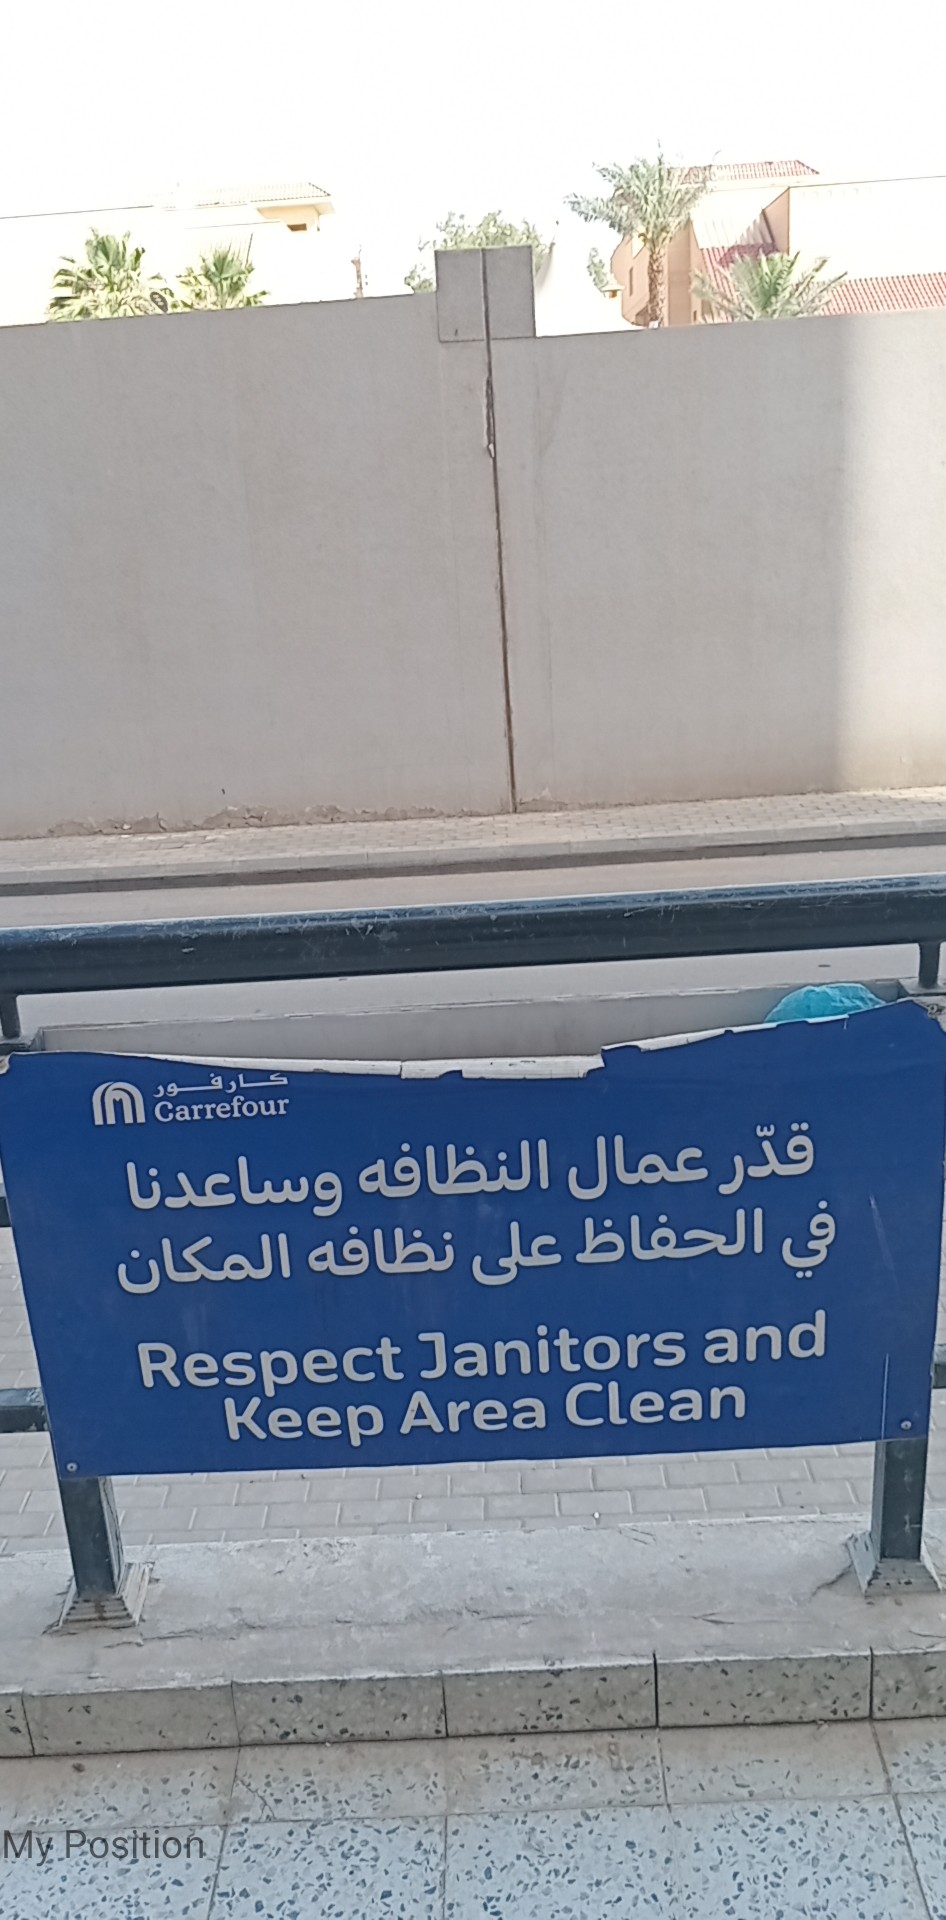 كارفور
Carrefour
قدّر عمال النظافه وساعدنا
في الحفاظ على نظافه المكان
Respect Janitors and
Keep Area Clean
My Position